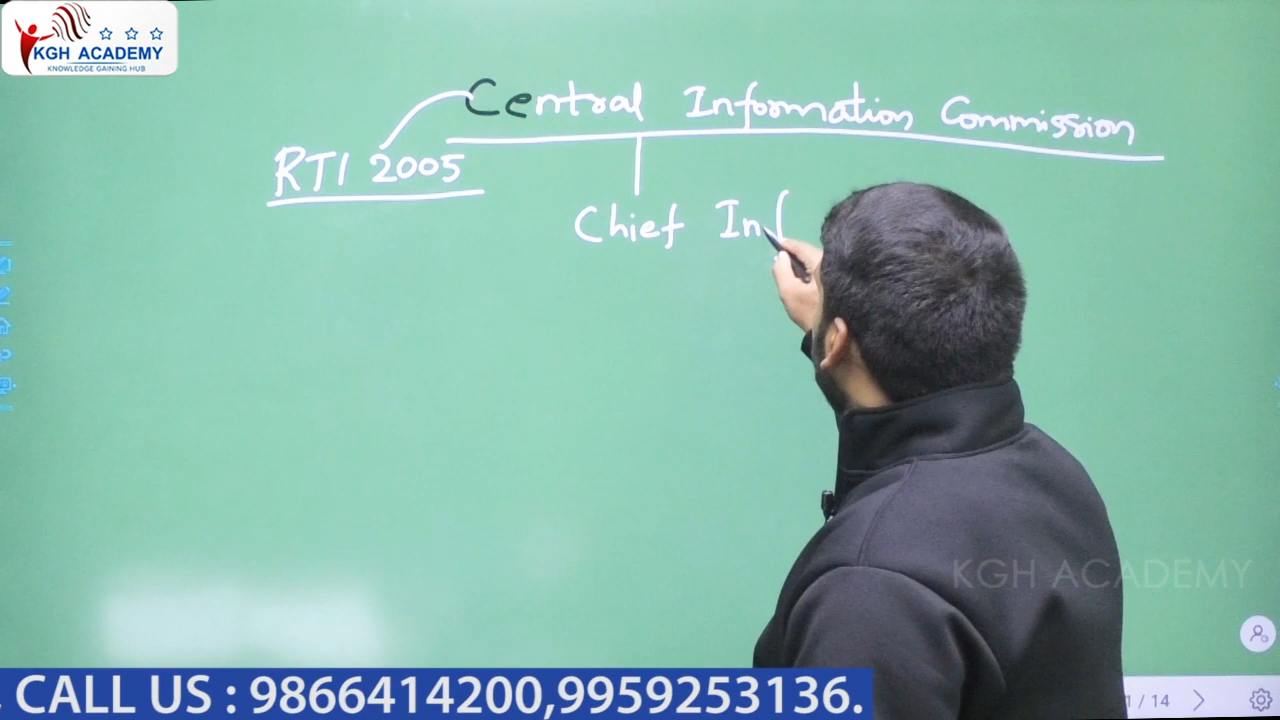 KGH ACADEMY
KNOWLEDGE GAINING HUB
Central Information Commission
RTI 2005
Chief Inf
KGH ACADEMY
CALL US : 9866414200,9959253136.
1 / 14